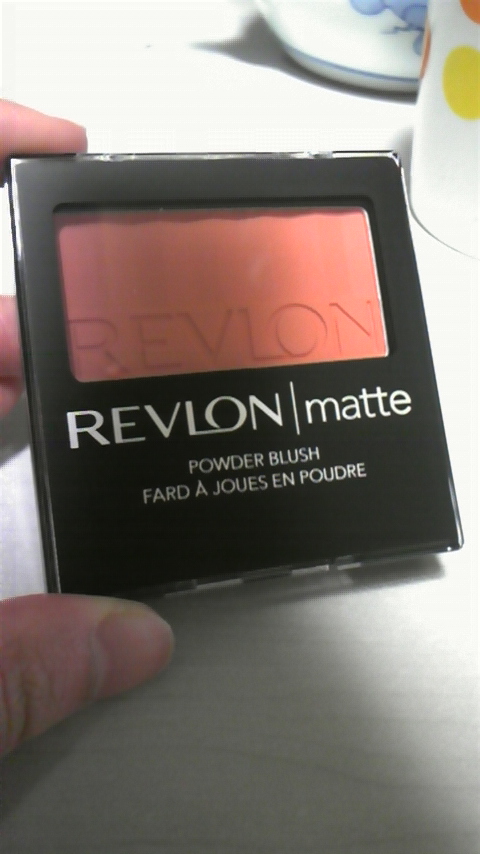 REVLON
REVLON | matte
POWDER BLUSH
FARD À JOUES EN POUDRE